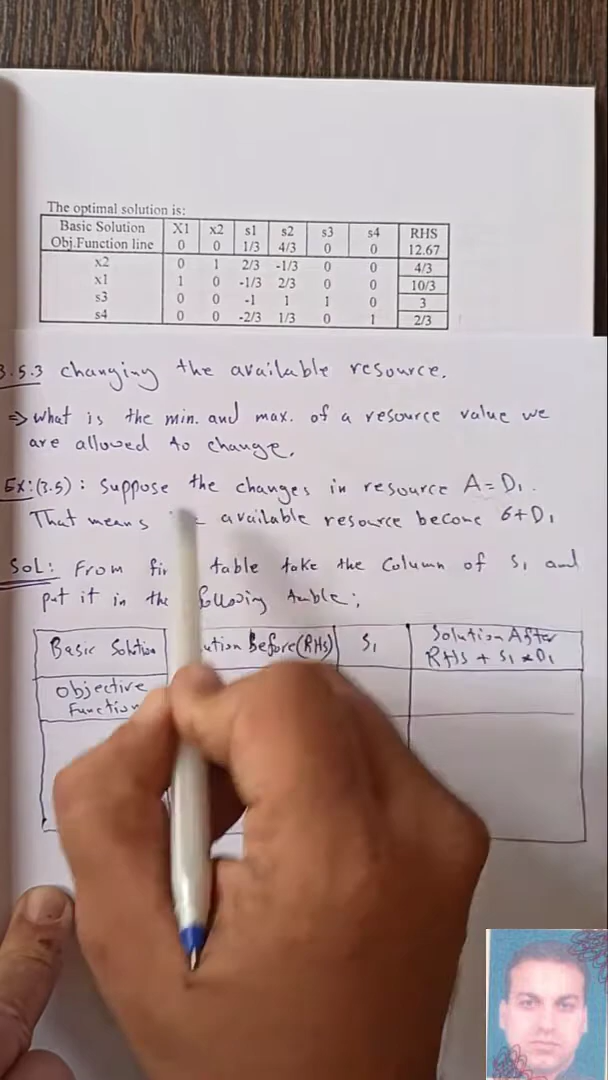 The optimal solution is:
Basic Solution X1 x2 s1 s2 s3 s4 RHS
Obj.Function line 0 0 1/3 4/3 0 0 12.67
x2 0 1 2/3 -1/3 0 0 4/3
x1 1 0 -1/3 2/3 0 0 10/3
s3 0 0 -1 1 1 0 3
s4 0 0 -2/3 1/3 0 1 2/3
3.5.3 changing the available resource.
⇒ what is the min. and max. of a resource value we
are allowed to change.
Ex:(3.5): Suppose the changes in resource A = D₁.
That means available resource become 6+D₁
SOL: From table take the column of S₁ and
put it in the following table;
Basic Solution Before(RHS) S₁ Solution After
RHS + S₁*D₁
Objective
Function